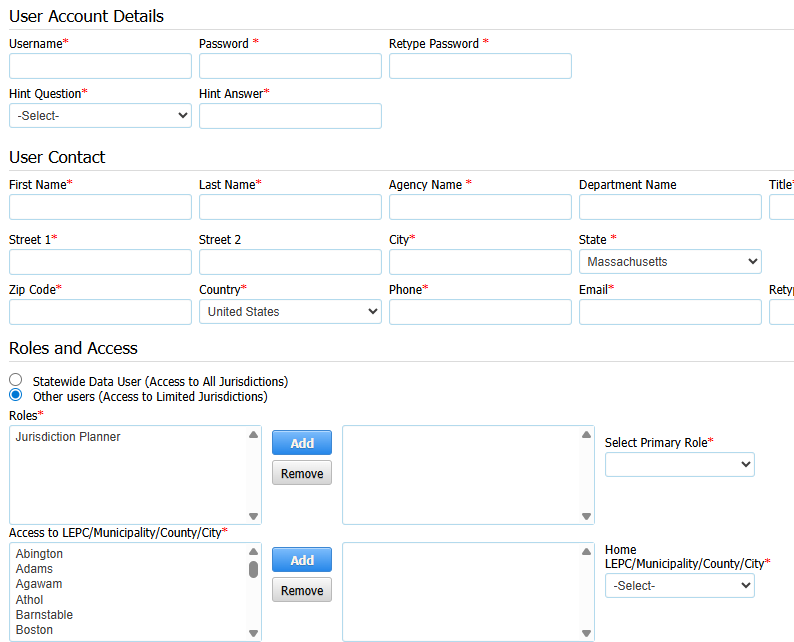 User Account Details
Username* Password * Retype Password *
Hint Question* Hint Answer*
-Select-
User Contact
First Name* Last Name* Agency Name * Department Name Title*
Street 1* Street 2 City* State *
Massachusetts
Zip Code* Country* Phone* Email* Rety
United States
Roles and Access
Statewide Data User (Access to All Jurisdictions)
Other users (Access to Limited Jurisdictions)
Roles*
Jurisdiction Planner
Add
Remove
Select Primary Role*
Access to LEPC/Municipality/County/City*
Abington
Adams
Agawam
Athol
Barnstable
Boston
Add
Remove
Home
LEPC/Municipality/County/City*
-Select-